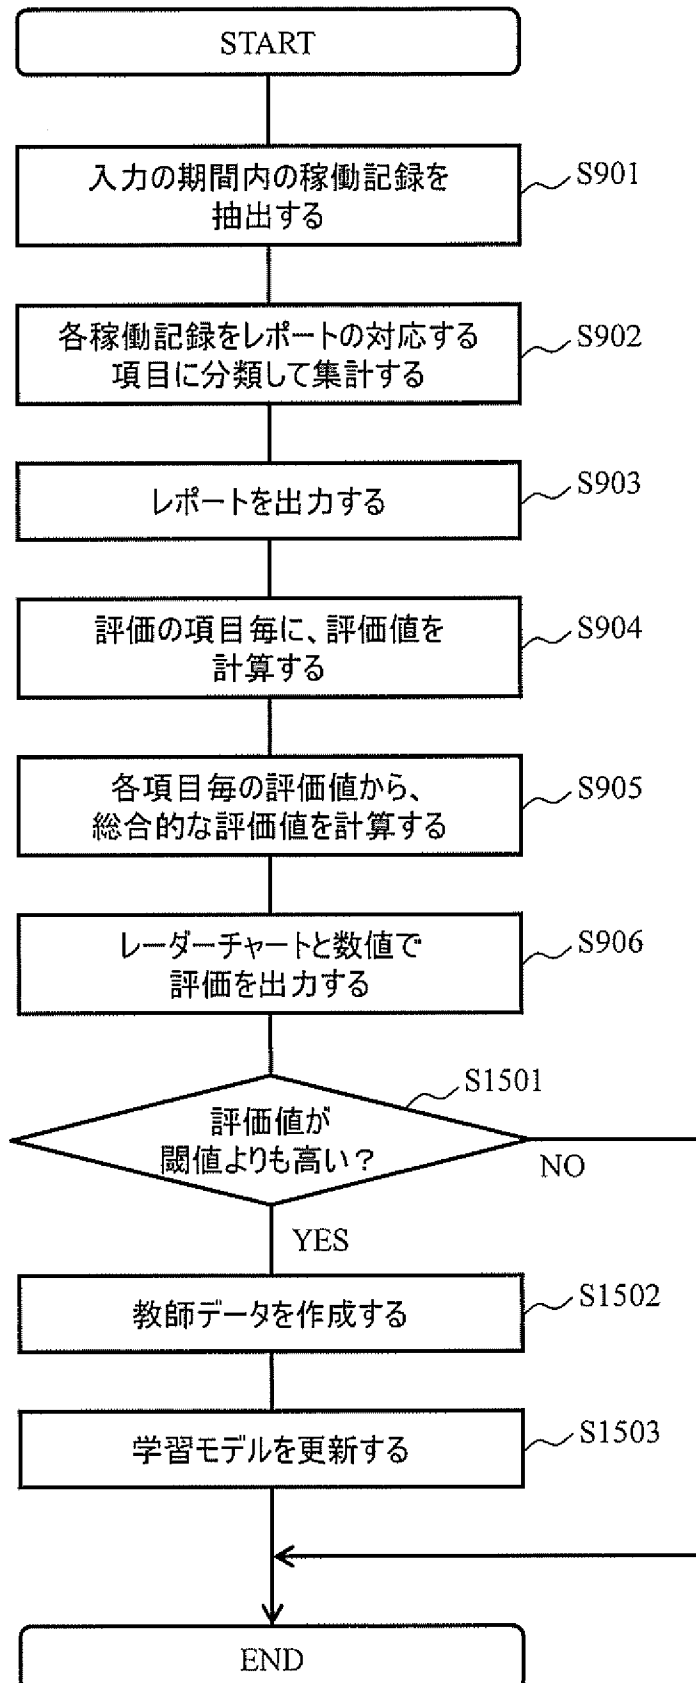 START
入力の期間内の稼働記録を
抽出する
S901
各稼働記録をレポートの対応する
項目に分類して集計する
S902
レポートを出力する
S903
評価の項目毎に、評価値を
計算する
S904
各項目毎の評価値から、
総合的な評価値を計算する
S905
レーダーチャートと数値で
評価を出力する
S906
S1501
評価値が
閾値よりも高い？
NO
YES
教師データを作成する
S1502
学習モデルを更新する
S1503
END